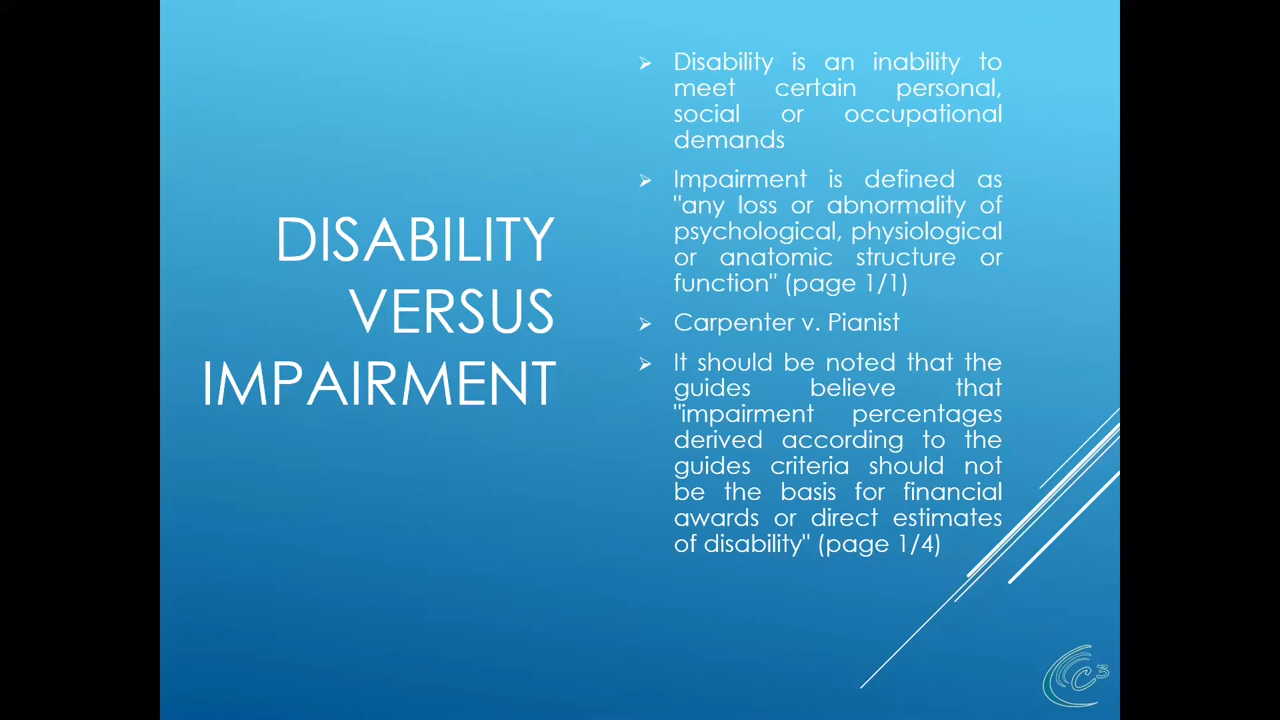 DISABILITY
VERSUS
IMPAIRMENT
Disability is an inability to
meet certain personal,
social or occupational
demands
Impairment is defined as
"any loss or abnormality of
psychological, physiological
or anatomic structure or
function" (page 1/1)
Carpenter v. Pianist
It should be noted that the
guides believe that
"impairment percentages
derived according to the
guides criteria should not
be the basis for financial
awards or direct estimates
of disability" (page 1/4)
C3